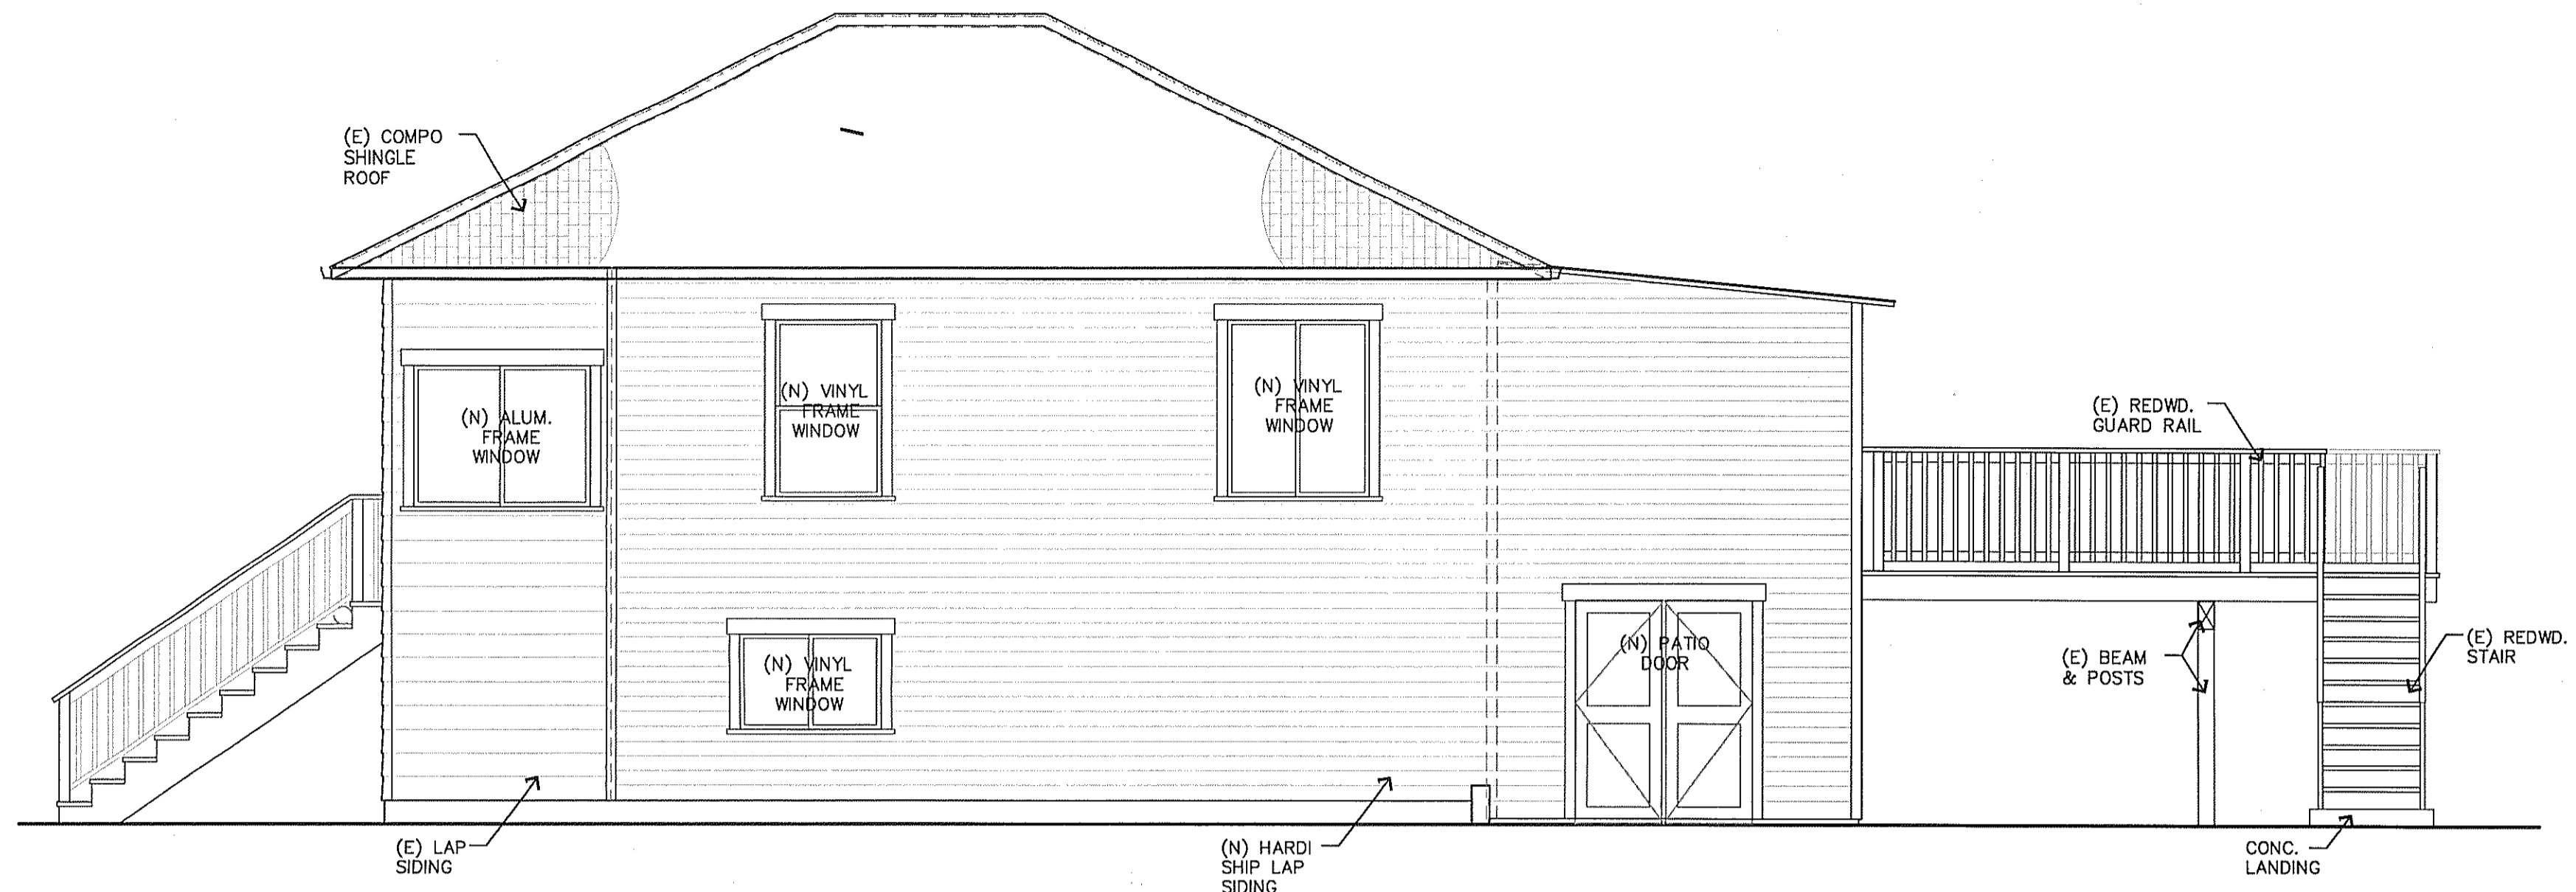 (E) COMPO
SHINGLE
ROOF
(N) ALUM.
FRAME
WINDOW
(N) VINYL
FRAME
WINDOW
(N) VINYL
FRAME
WINDOW
(E) REDWD.
GUARD RAIL
(N) VINYL
FRAME
WINDOW
(N) PATIO
DOOR
(E) BEAM
& POSTS
(E) REDWD.
STAIR
(E) LAP
SIDING
(N) HARDI
SHIP LAP
SIDING
CONC.
LANDING